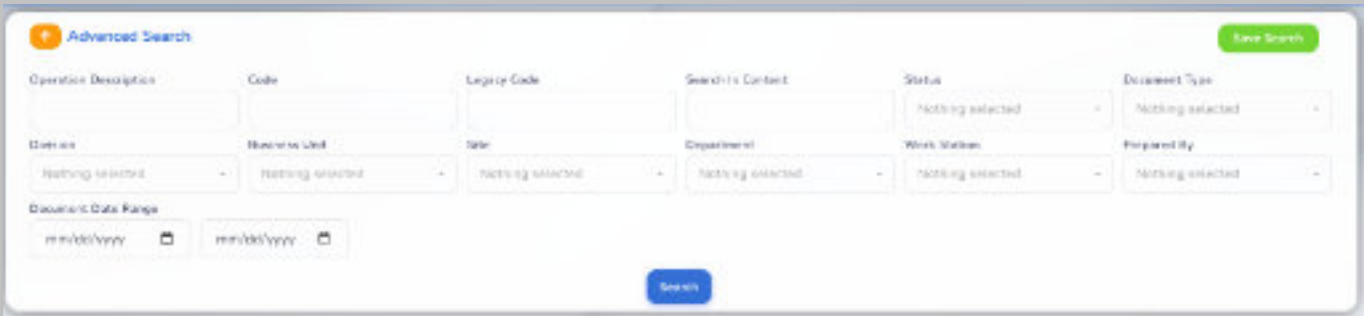 Advanced Search
Save Search
Operation Description Code Legacy Code Search In Content Status Document Type
Nothing selected Nothing selected
Division Business Unit Site Department Work Station Prepared By
Nothing selected Nothing selected Nothing selected Nothing selected Nothing selected Nothing selected
Document Date Range
mm/dd/yyyy mm/dd/yyyy
Search